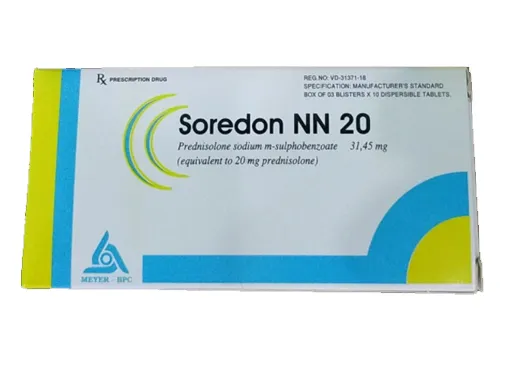 Rx PRESCRIPTION DRUG
REG.NO: VD-31371-18
SPECIFICATION: MANUFACTURER'S STANDARD
BOX OF 03 BLISTERS X 10 DISPERSIBLE TABLETS.
Soredon NN 20
Prednisolone sodium m-sulphobenzoate 31,45 mg
(equivalent to 20 mg prednisolone)
MEYER - BPC